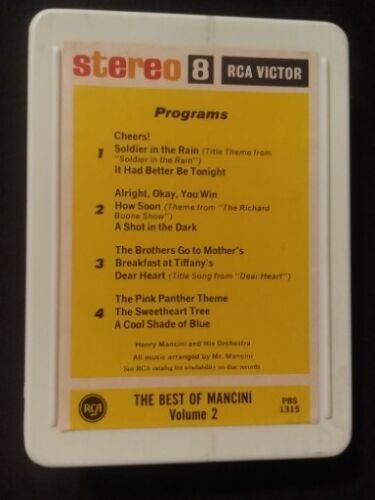 stereo 8 RCA VICTOR
Programs
1
Cheers!
Soldier in the Rain (Title Theme from
"Soldier in the Rain")
It Had Better Be Tonight
2
Alright, Okay, You Win
How Soon (Theme from "The Richard
Boone Show")
A Shot in the Dark
3
The Brothers Go to Mother's
Breakfast at Tiffany's
Dear Heart (Title Song from "Dear Heart")
4
The Pink Panther Theme
The Sweetheart Tree
A Cool Shade of Blue
Henry Mancini and His Orchestra
All music arranged by Mr. Mancini
See RCA catalog for availability on disc records
RCA
THE BEST OF MANCINI
Volume 2
P8S
1315